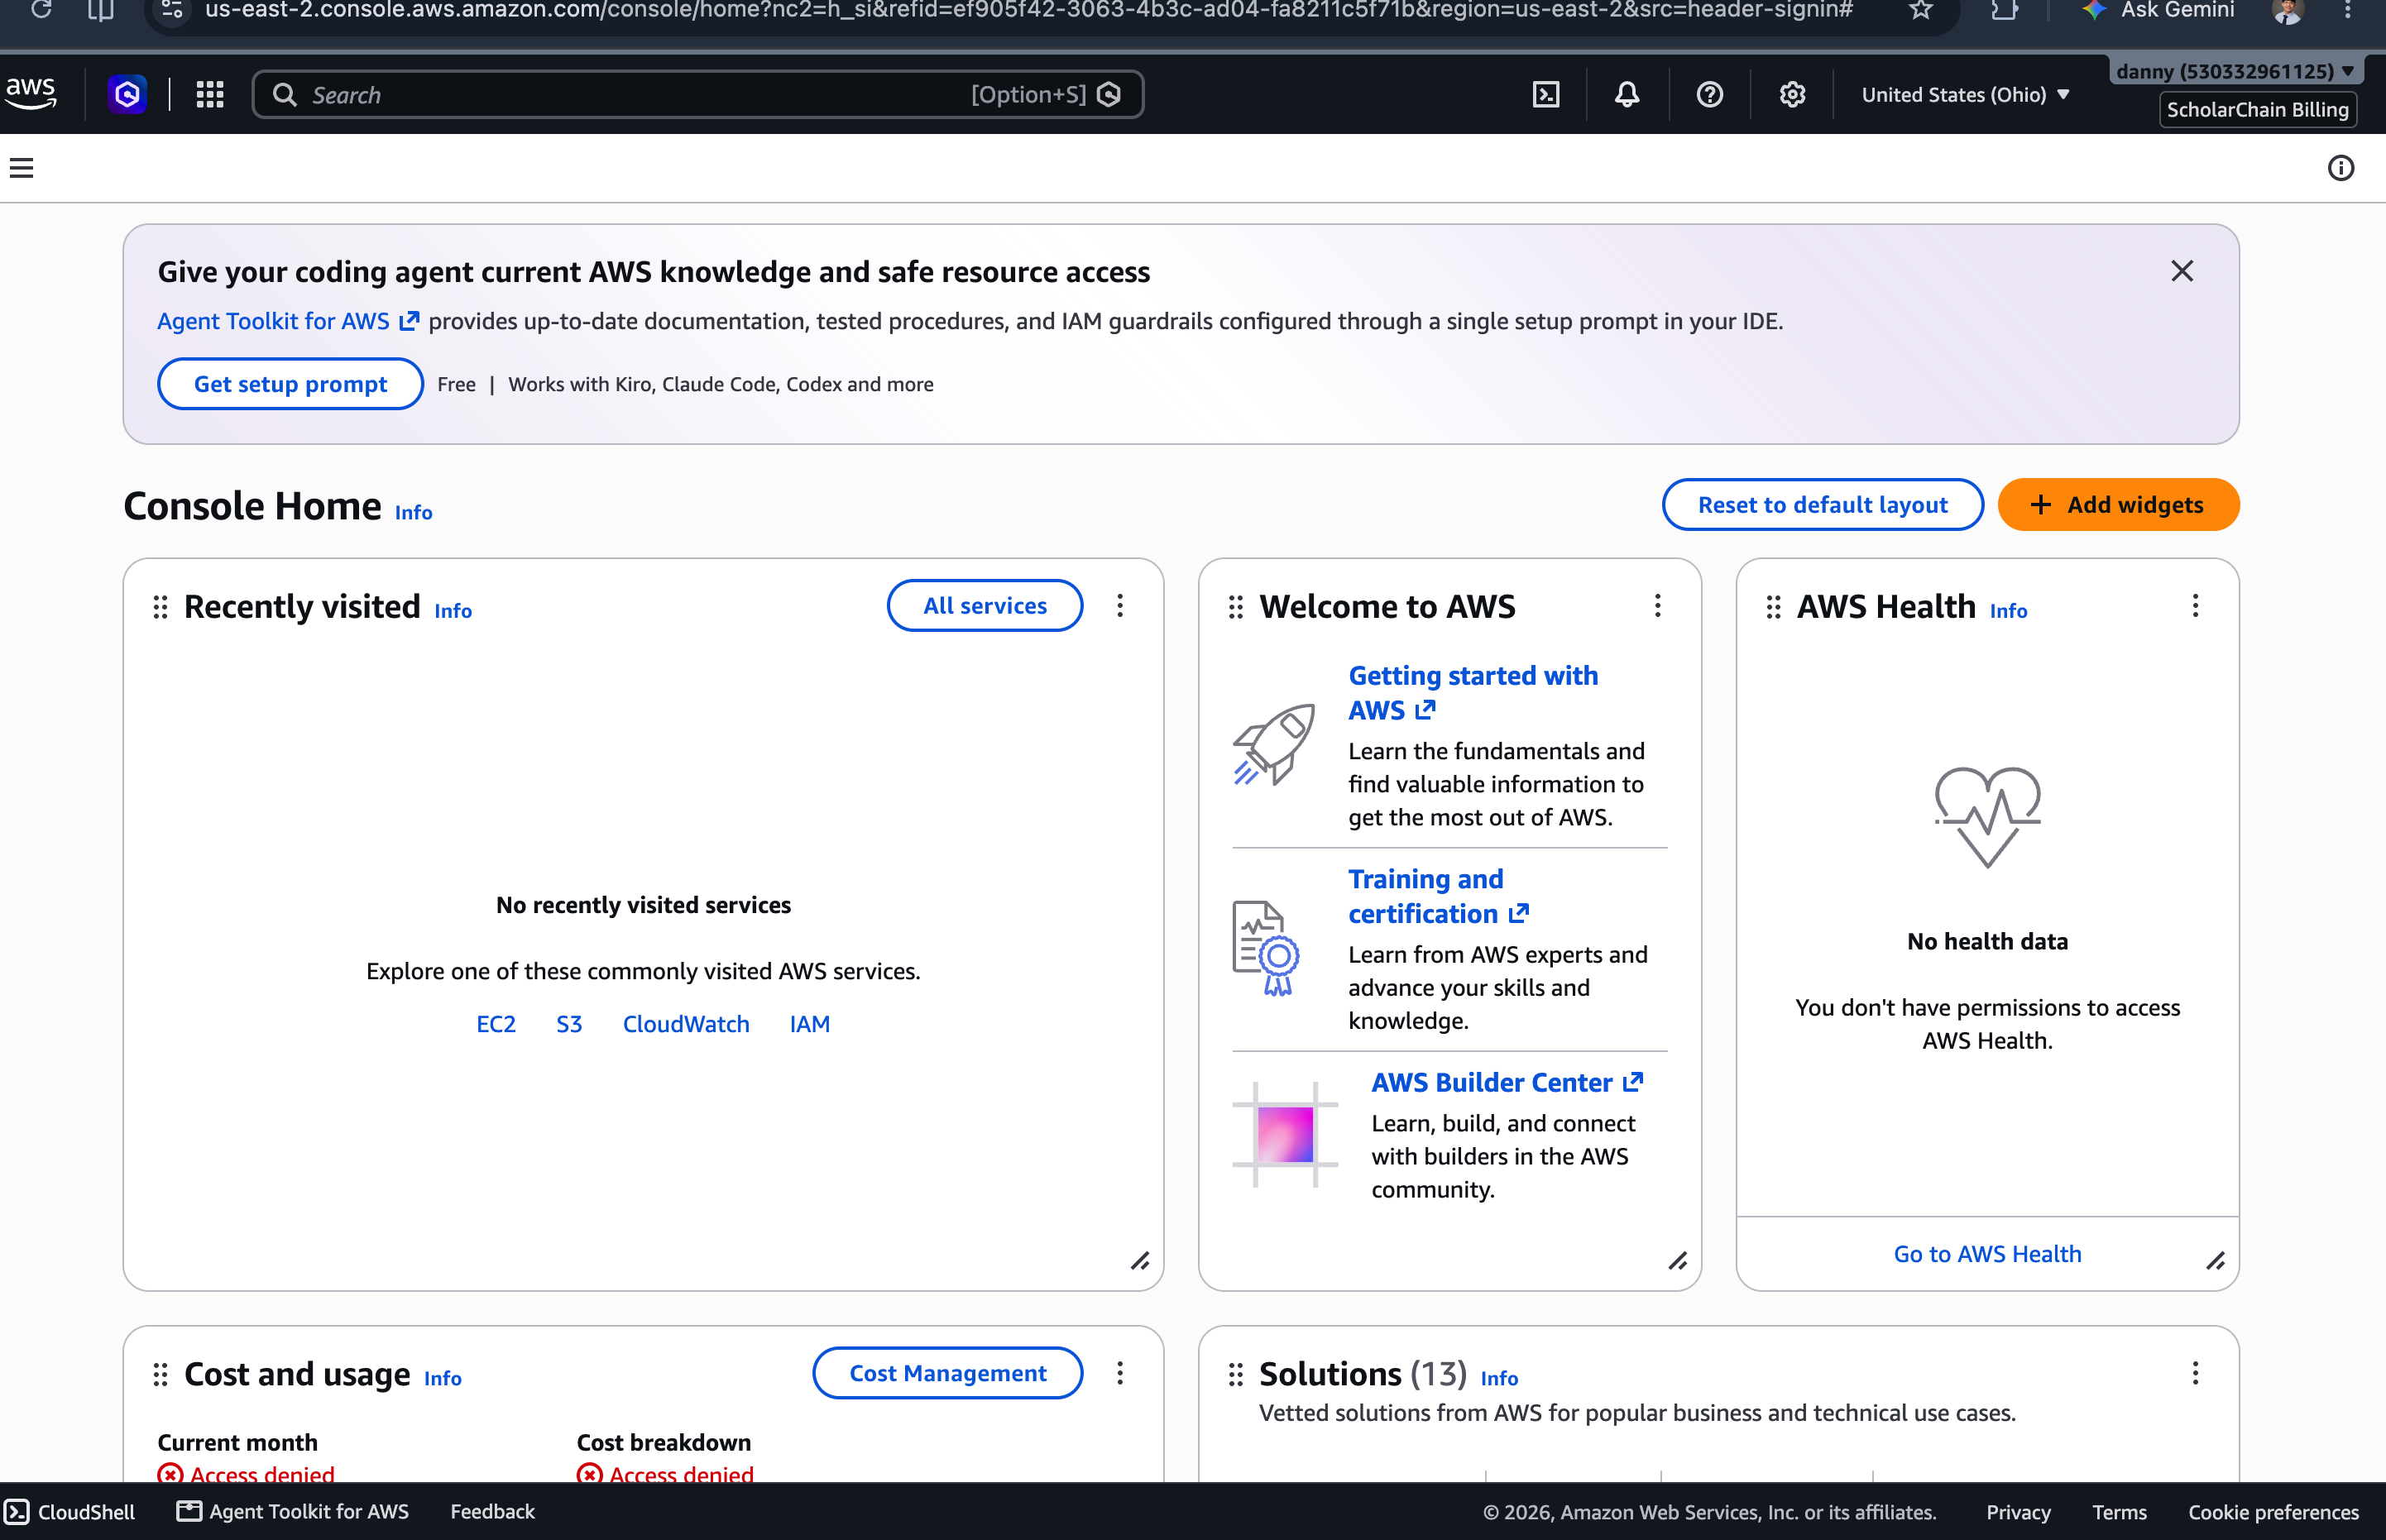 us-east-2.console.aws.amazon.com/console/home?nc2=h_si&refid=ef905f42-3063-4b3c-ad04-fa8211c5f71b&region=us-east-2&src=header-signin#
Ask Gemini
aws
Search
[Option+S]
United States (Ohio)
danny (530332961125)
ScholarChain Billing
Give your coding agent current AWS knowledge and safe resource access
Agent Toolkit for AWS provides up-to-date documentation, tested procedures, and IAM guardrails configured through a single setup prompt in your IDE.
Get setup prompt
Free | Works with Kiro, Claude Code, Codex and more
Console Home Info
Reset to default layout
+ Add widgets
Recently visited Info
All services
No recently visited services
Explore one of these commonly visited AWS services.
EC2 S3 CloudWatch IAM
Welcome to AWS
Getting started with
AWS
Learn the fundamentals and
find valuable information to
get the most out of AWS.
Training and
certification
Learn from AWS experts and
advance your skills and
knowledge.
AWS Builder Center
Learn, build, and connect
with builders in the AWS
community.
AWS Health Info
No health data
You don't have permissions to access
AWS Health.
Go to AWS Health
Cost and usage Info
Cost Management
Current month
Access denied
Cost breakdown
Access denied
Solutions (13) Info
Vetted solutions from AWS for popular business and technical use cases.
CloudShell
Agent Toolkit for AWS
Feedback
© 2026, Amazon Web Services, Inc. or its affiliates.
Privacy
Terms
Cookie preferences